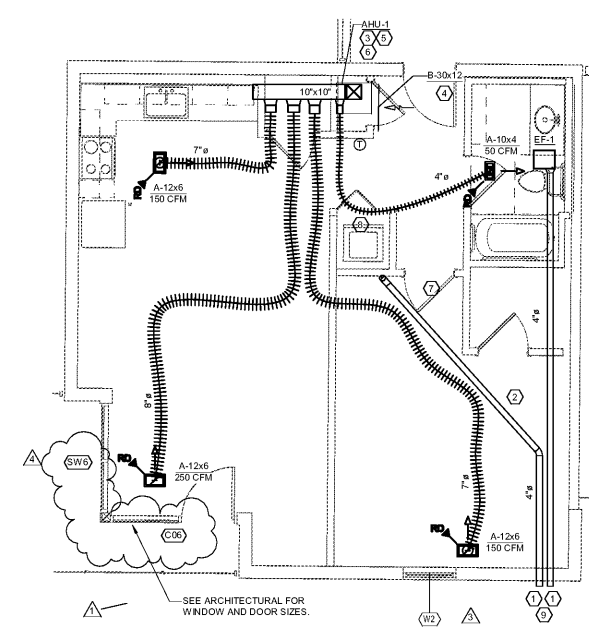 AHU-1
3 5
6
B-30x12
10"x10"
4
A-10x4
50 CFM
EF-1
T
7"ø
4"ø
RD
A-12x6
150 CFM
RD
8
7
4"ø
2
8"ø
4
SW6
RD
A-12x6
250 CFM
7"ø
4"ø
C06
RD
A-12x6
150 CFM
SEE ARCHITECTURAL FOR
WINDOW AND DOOR SIZES.
1
W2
3
1 1
9